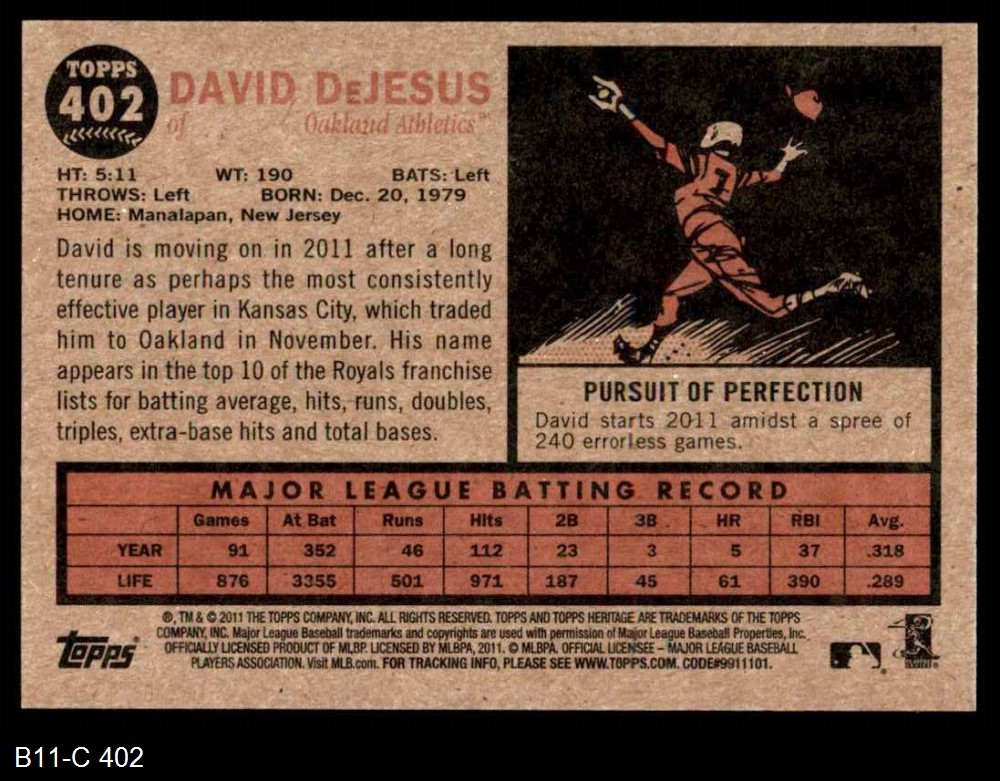 TOPPS
402
DAVID DeJESUS
of Oakland Athletics™
HT: 5:11 WT: 190 BATS: Left
THROWS: Left BORN: Dec. 20, 1979
HOME: Manalapan, New Jersey
David is moving on in 2011 after a long
tenure as perhaps the most consistently
effective player in Kansas City, which traded
him to Oakland in November. His name
appears in the top 10 of the Royals franchise
lists for batting average, hits, runs, doubles,
triples, extra-base hits and total bases.
PURSUIT OF PERFECTION
David starts 2011 amidst a spree of
240 errorless games.
MAJOR LEAGUE BATTING RECORD
Games At Bat Runs Hits 2B 3B HR RBI Avg.
YEAR 91 352 46 112 23 3 5 37 .318
LIFE 876 3355 501 971 187 45 61 390 .289
®, TM & © 2011 THE TOPPS COMPANY, INC. ALL RIGHTS RESERVED. TOPPS AND TOPPS HERITAGE ARE TRADEMARKS OF THE TOPPS
COMPANY, INC. Major League Baseball trademarks and copyrights are used with permission of Major League Baseball Properties, Inc.
OFFICIALLY LICENSED PRODUCT OF MLBP. LICENSED BY MLBPA, 2011. © MLBPA. OFFICIAL LICENSEE – MAJOR LEAGUE BASEBALL
PLAYERS ASSOCIATION. Visit MLB.com. FOR TRACKING INFO, PLEASE SEE WWW.TOPPS.COM. CODE#9911101.
topps®
B11-C 402